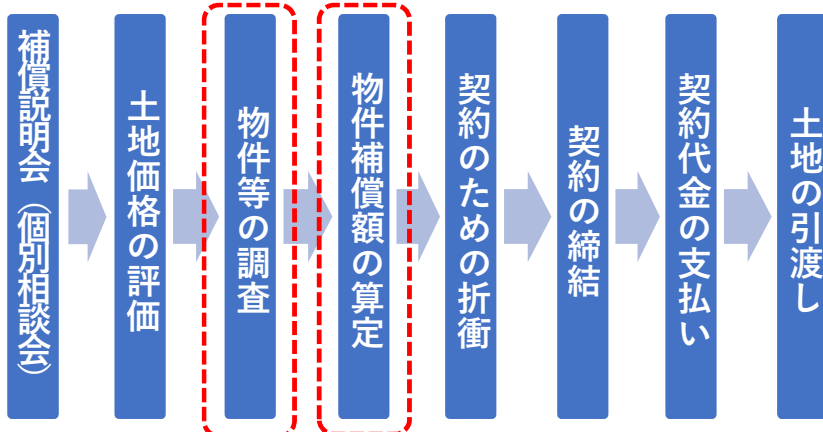 補償説明会（個別相談会）
土地価格の評価
物件等の調査
物件補償額の算定
契約のための折衝
契約の締結
契約代金の支払い
土地の引渡し